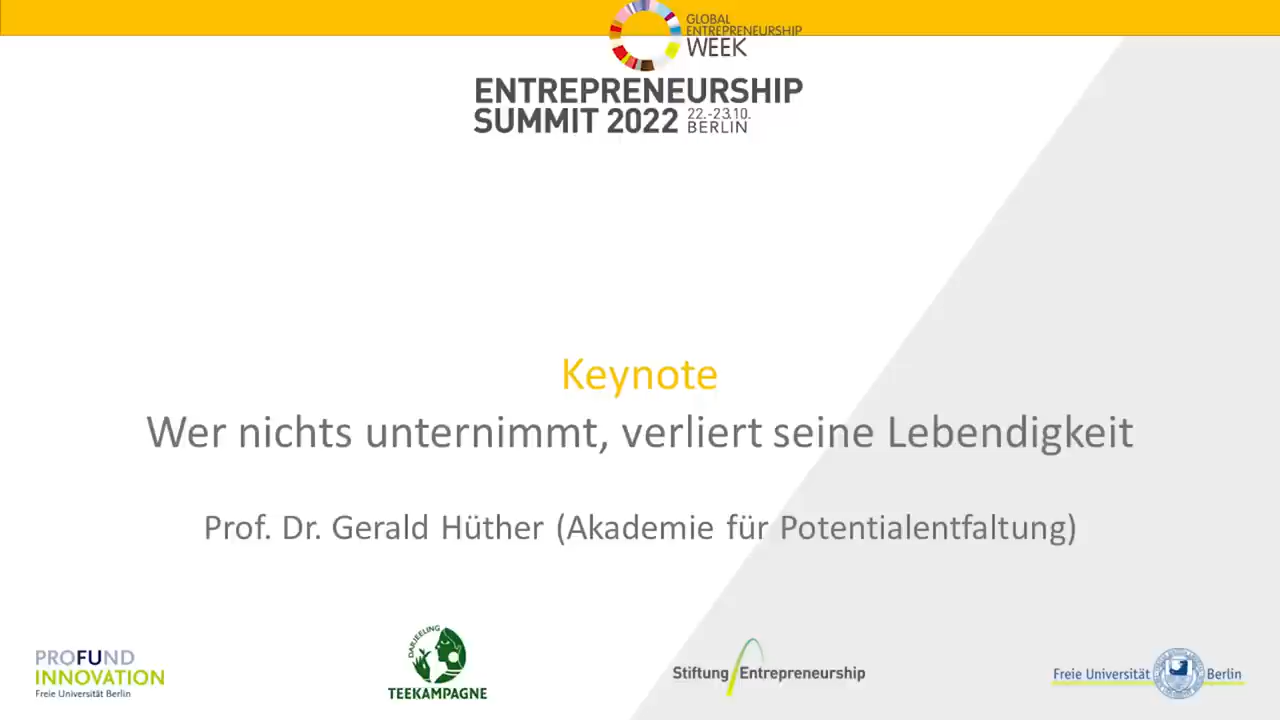 GLOBAL
ENTREPRENEURSHIP
WEEK
ENTREPRENEURSHIP
SUMMIT 2022 22.-23.10.
BERLIN
Keynote
Wer nichts unternimmt, verliert seine Lebendigkeit
Prof. Dr. Gerald Hüther (Akademie für Potentialentfaltung)
PROFUND
INNOVATION
Freie Universität Berlin
DARJEELING
TEEKAMPAGNE
Stiftung Entrepreneurship
Freie Universität Berlin